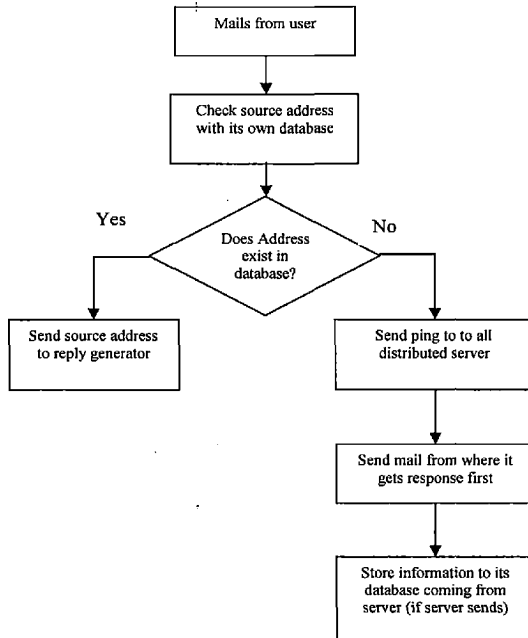 Mails from user
Check source address
with its own database
Yes
No
Does Address
exist in
database?
Send source address
to reply generator
Send ping to to all
distributed server
Send mail from where it
gets response first
Store information to its
database coming from
server (if server sends)